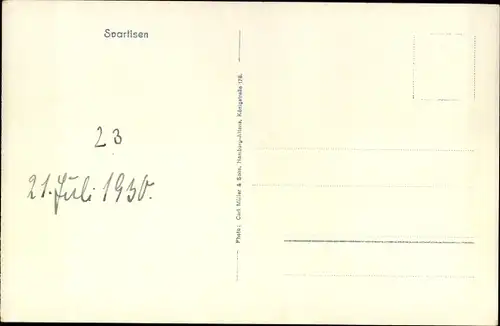 Svartisen
23
21. Juli 1930.
Photo: Carl Müller & Sohn, Hamburg-Altona, Königstraße 176.